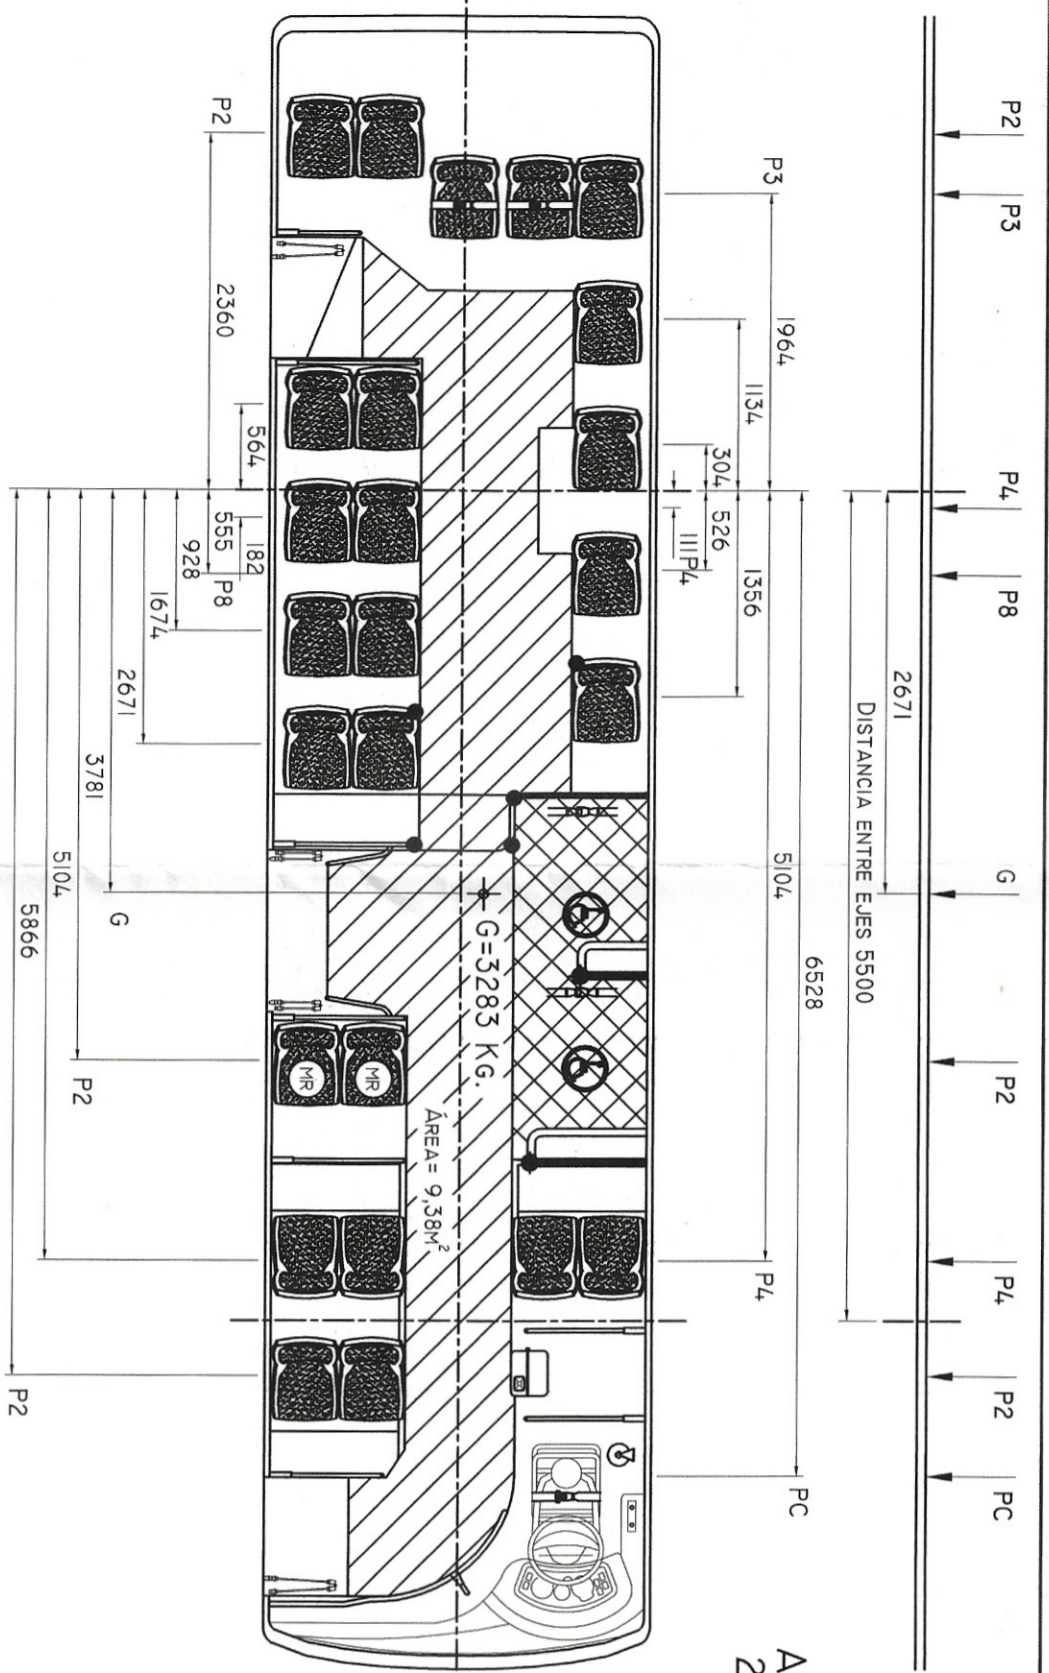 P2
P3
P4
P8
G
P2
P4
P2
PC
2671
DISTANCIA ENTRE EJES 5500
6528
PC
5104
P4
P3
1964
1134
304
526
1356
111
P4
G=3283 KG.
ÁREA= 9,38M²
MR
MR
P2
2360
564
182
555
P8
928
1674
2671
G
3781
P2
5104
5866
P2
A
2